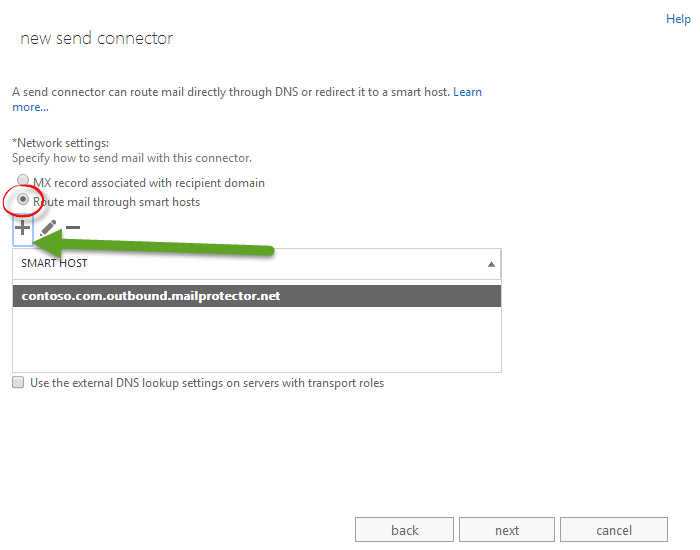 Help
new send connector
A send connector can route mail directly through DNS or redirect it to a smart host. Learn
more...
*Network settings:
Specify how to send mail with this connector.
MX record associated with recipient domain
Route mail through smart hosts
SMART HOST
contoso.com.outbound.mailprotector.net
Use the external DNS lookup settings on servers with transport roles
back
next
cancel